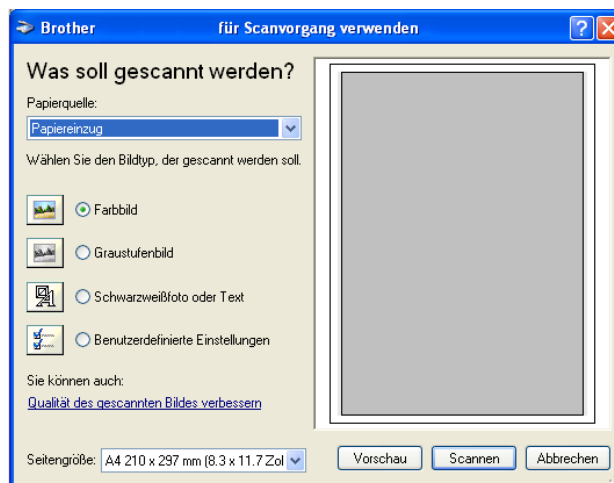 Brother für Scanvorgang verwenden
Was soll gescannt werden?
Papierquelle:
Papiereinzug
Wählen Sie den Bildtyp, der gescannt werden soll.
Farbbild
Graustufenbild
Schwarzweißfoto oder Text
Benutzerdefinierte Einstellungen
Sie können auch:
Qualität des gescannten Bildes verbessern
Seitengröße: A4 210 x 297 mm (8.3 x 11.7 Zol
Vorschau Scannen Abbrechen